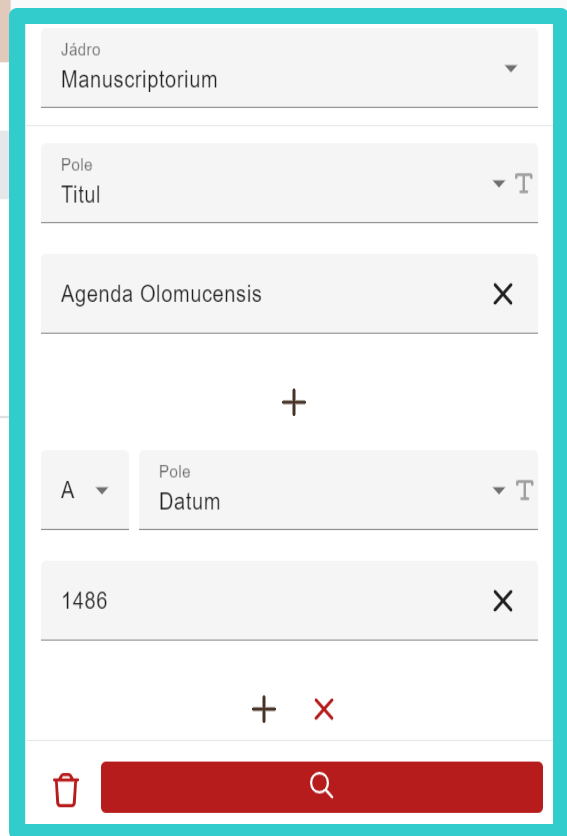 Jádro
Manuscriptorium
Pole
Titul
Agenda Olomucensis
A
Pole
Datum
1486